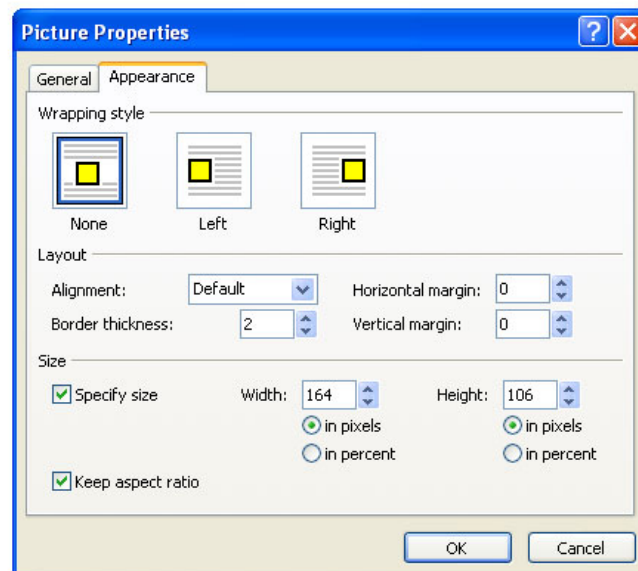 Picture Properties
General Appearance
Wrapping style
None Left Right
Layout
Alignment: Default Horizontal margin: 0
Border thickness: 2 Vertical margin: 0
Size
Specify size Width: 164 Height: 106
in pixels in pixels
in percent in percent
Keep aspect ratio
OK Cancel